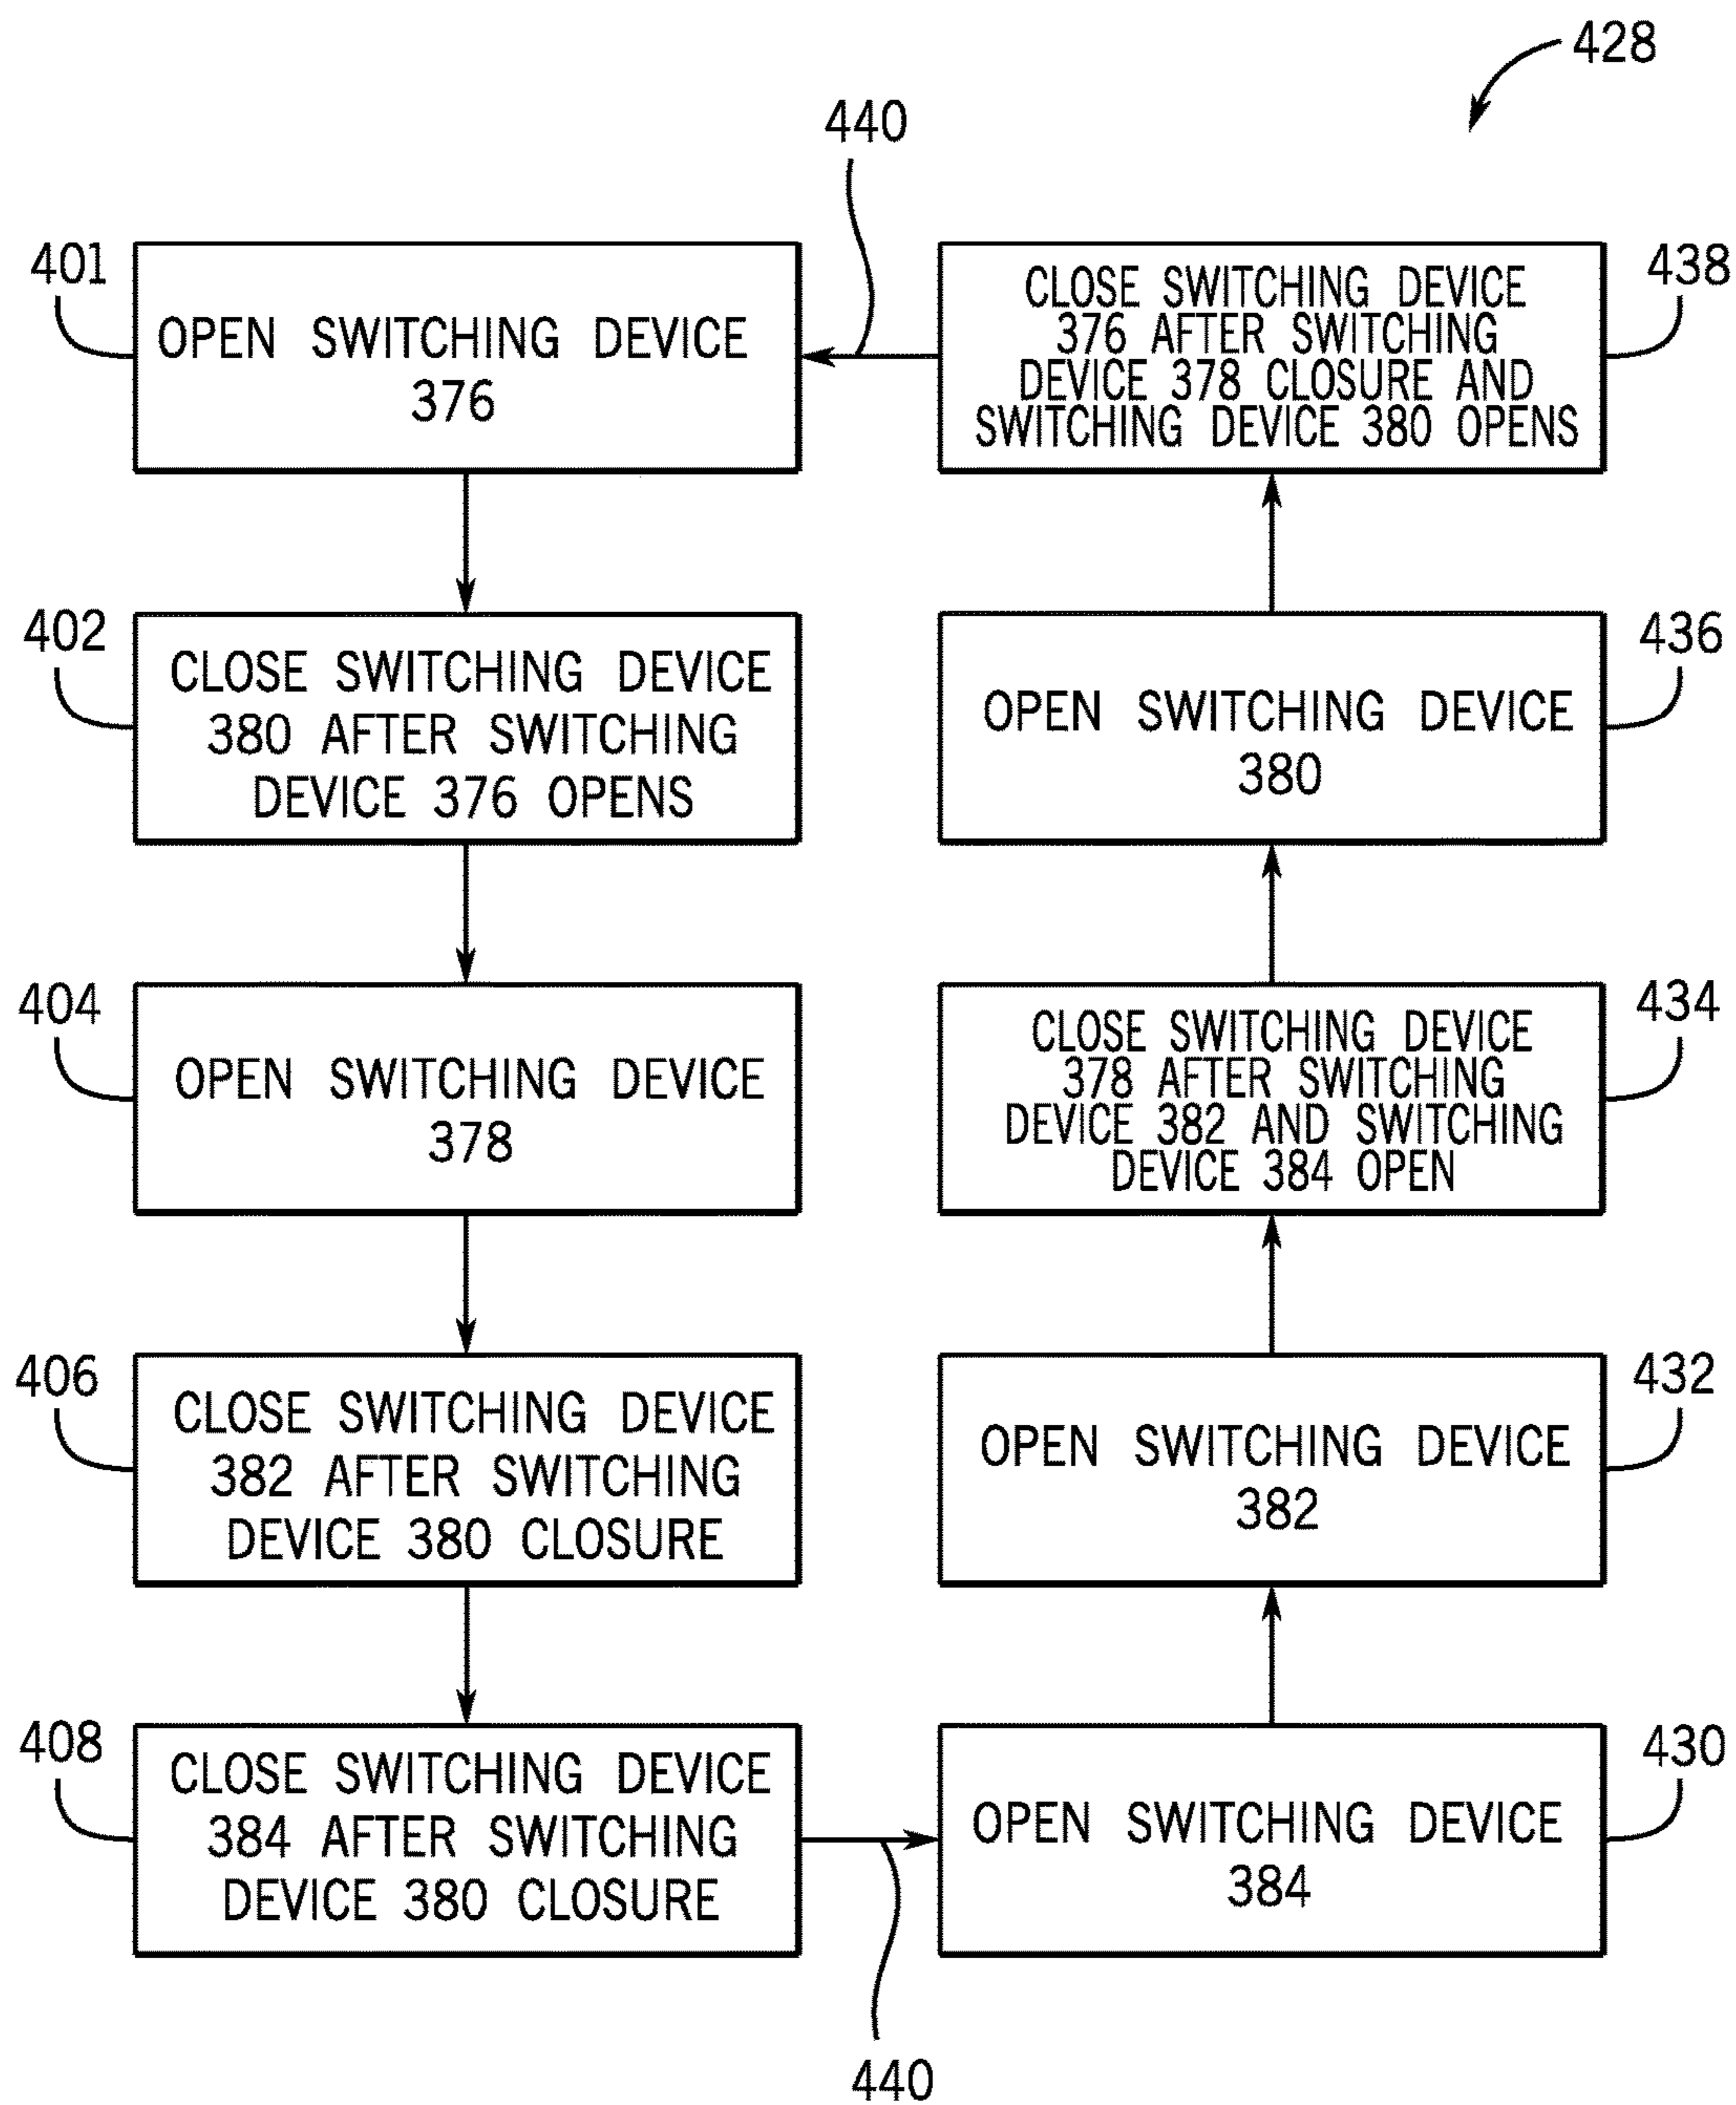 428
440
401
OPEN SWITCHING DEVICE
376
438
CLOSE SWITCHING DEVICE
376 AFTER SWITCHING
DEVICE 378 CLOSURE AND
SWITCHING DEVICE 380 OPENS
402
CLOSE SWITCHING DEVICE
380 AFTER SWITCHING
DEVICE 376 OPENS
436
OPEN SWITCHING DEVICE
380
404
OPEN SWITCHING DEVICE
378
434
CLOSE SWITCHING DEVICE
378 AFTER SWITCHING
DEVICE 382 AND SWITCHING
DEVICE 384 OPEN
406
CLOSE SWITCHING DEVICE
382 AFTER SWITCHING
DEVICE 380 CLOSURE
432
OPEN SWITCHING DEVICE
382
408
CLOSE SWITCHING DEVICE
384 AFTER SWITCHING
DEVICE 380 CLOSURE
430
OPEN SWITCHING DEVICE
384
440